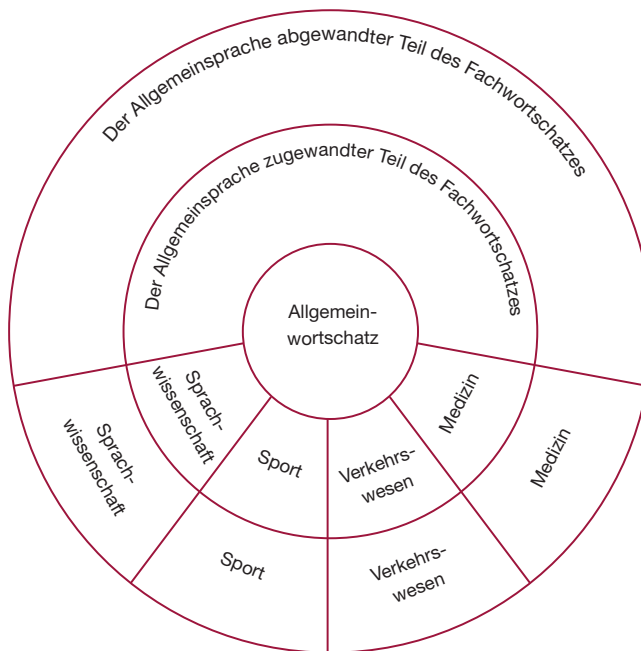 Der Allgemeinsprache abgewandter Teil des Fachwortschatzes
Der Allgemeinsprache zugewandter Teil des Fachwortschatzes
Allgemein-
wortschatz
Sprach-
wissenschaft
Sport
Verkehrs-
wesen
Medizin
Sprach-
wissenschaft
Sport
Verkehrs-
wesen
Medizin